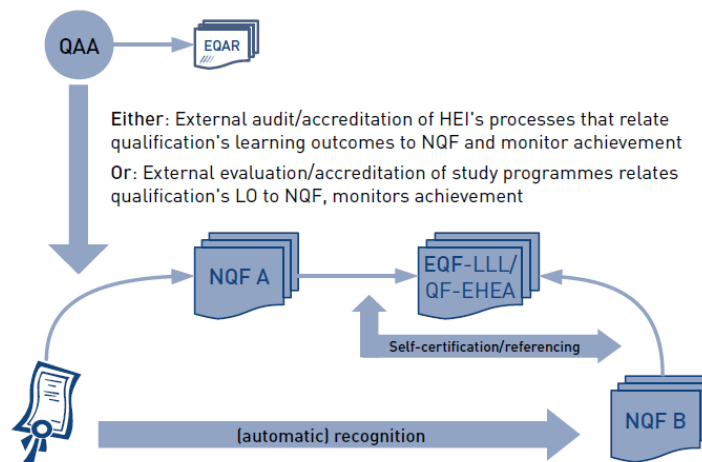 QAA
EQAR
Either: External audit/accreditation of HEI's processes that relate
qualification's learning outcomes to NQF and monitor achievement
Or: External evaluation/accreditation of study programmes relates
qualification's LO to NQF, monitors achievement
NQF A
EQF-LLL/
QF-EHEA
Self-certification/referencing
NQF B
(automatic) recognition